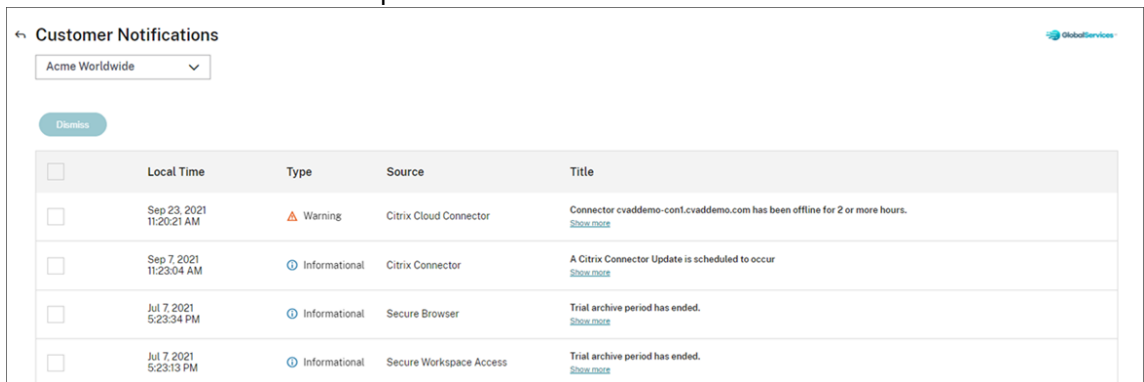 Customer Notifications
GlobalServices
Acme Worldwide
Dismiss
Local Time Type Source Title
Sep 23, 2021
11:20:21 AM
Warning
Citrix Cloud Connector
Connector cvaddemo-con1.cvaddemo.com has been offline for 2 or more hours.
Show more
Sep 7, 2021
11:23:04 AM
Informational
Citrix Connector
A Citrix Connector Update is scheduled to occur
Show more
Jul 7, 2021
5:23:34 PM
Informational
Secure Browser
Trial archive period has ended.
Show more
Jul 7, 2021
5:23:13 PM
Informational
Secure Workspace Access
Trial archive period has ended.
Show more